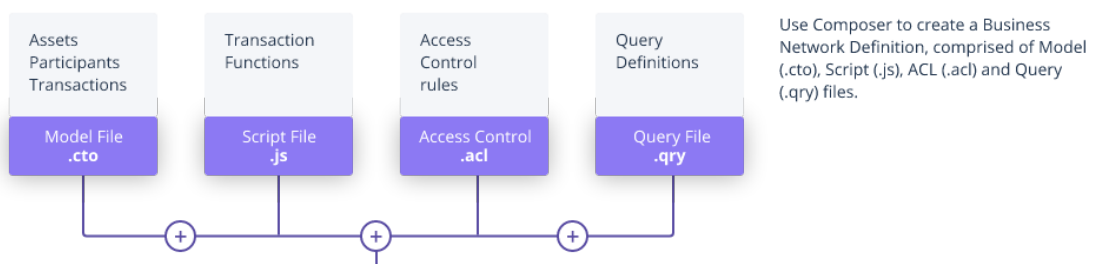 Assets
Participants
Transactions
Model File
.cto
Transaction
Functions
Script File
.js
Access
Control
rules
Access Control
.acl
Query
Definitions
Query File
.qry
Use Composer to create a Business
Network Definition, comprised of Model
(.cto), Script (.js), ACL (.acl) and Query
(.qry) files.